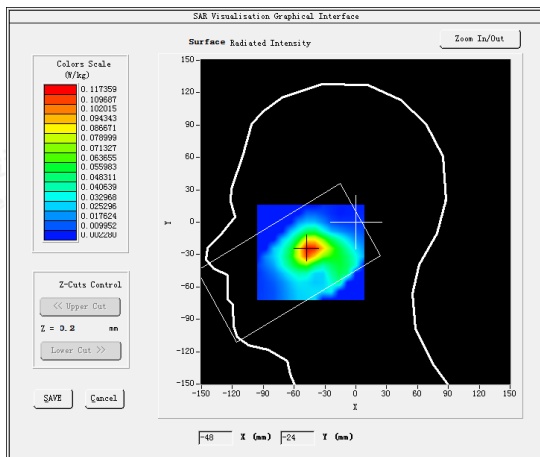 SAR Visualization Graphical Interface
Surface Radiated Intensity
Zoom In/Out
Colors Scale
(W/kg)
0.117359
0.109687
0.102015
0.094343
0.086671
0.078999
0.071327
0.063655
0.055983
0.048311
0.040639
0.032968
0.025296
0.017624
0.009952
0.002280
Z-Cuts Control
<< Upper Cut
Z = 3.2 mm
Lower Cut >>
SAVE
Cancel
150
120
90
60
30
0
-30
-60
-90
-120
-150
Y
-150 -120 -90 -60 -30 0 30 60 90 120 150
X
-48 X (mm) -24 Y (mm)